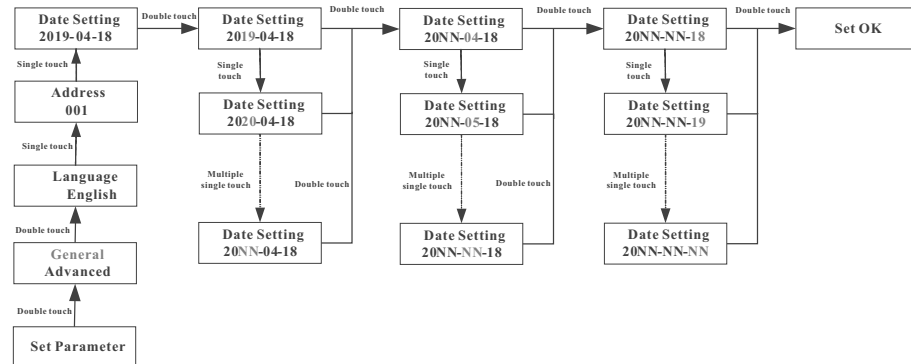 Date Setting
2019-04-18
Double touch
Date Setting
2019-04-18
Double touch
Date Setting
20NN-04-18
Double touch
Date Setting
20NN-NN-18
Double touch
Set OK
Single touch
Single
touch
Single
touch
Single
touch
Address
001
Date Setting
2020-04-18
Date Setting
20NN-05-18
Date Setting
20NN-NN-19
Single touch
Language
English
Multiple
single touch
Double touch
Multiple
single touch
Double touch
Multiple
single touch
Double touch
Double touch
General
Advanced
Date Setting
20NN-04-18
Date Setting
20NN-NN-18
Date Setting
20NN-NN-NN
Double touch
Set Parameter